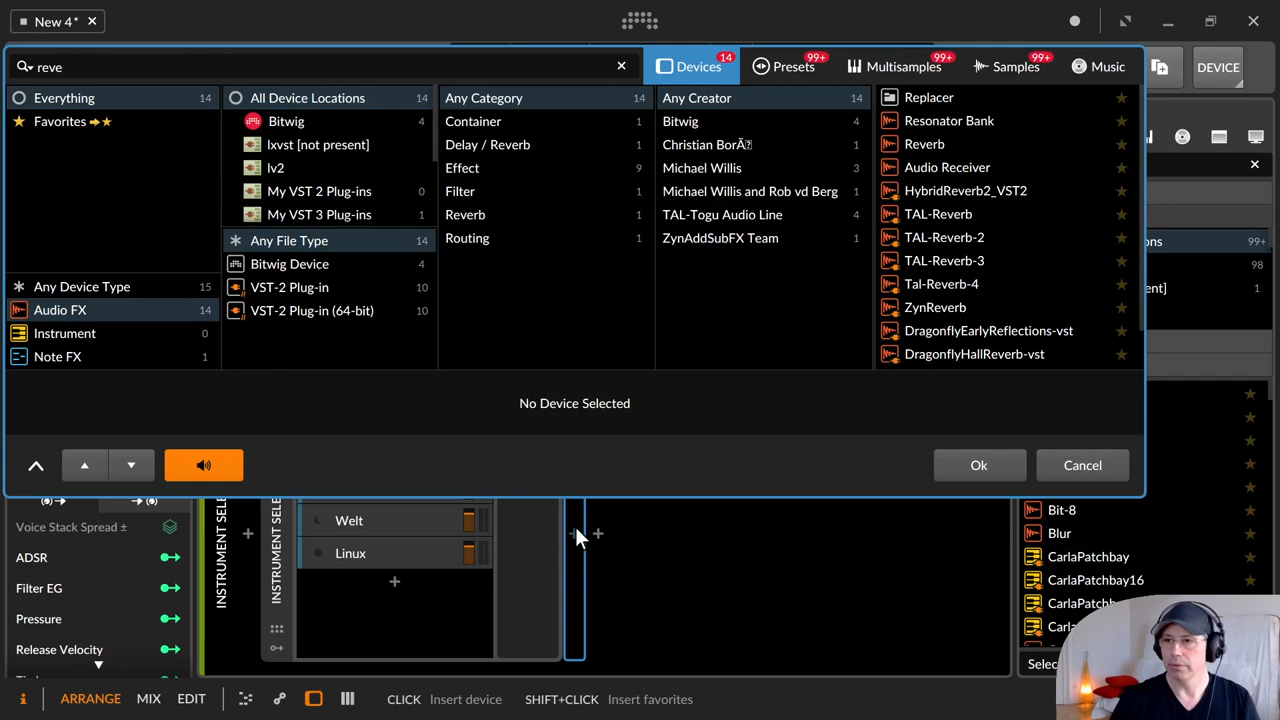 New 4*
reve
Devices 14
Presets 99+
Multisamples 99+
Samples 99+
Music
DEVICE
Everything 14
Favorites
Any Device Type 15
Audio FX 14
Instrument 0
Note FX 1
All Device Locations 14
Bitwig 4
lxvst [not present]
lv2
My VST 2 Plug-ins 0
My VST 3 Plug-ins 1
Any File Type 14
Bitwig Device 4
VST-2 Plug-in 10
VST-2 Plug-in (64-bit) 10
Any Category 14
Container 1
Delay / Reverb 1
Effect 9
Filter 1
Reverb 1
Routing 1
Any Creator 14
Bitwig 4
Christian BorÃ 1
Michael Willis 3
Michael Willis and Rob vd Berg 1
TAL-Togu Audio Line 4
ZynAddSubFX Team 1
Replacer
Resonator Bank
Reverb
Audio Receiver
HybridReverb2_VST2
TAL-Reverb
TAL-Reverb-2
TAL-Reverb-3
Tal-Reverb-4
ZynReverb
DragonflyEarlyReflections-vst
DragonflyHallReverb-vst
ons 99+
98
ent] 1
No Device Selected
Ok
Cancel
Voice Stack Spread ±
ADSR
Filter EG
Pressure
Release Velocity
INSTRUMENT SELE
INSTRUMENT SELE
Welt
Linux
Bit-8
Blur
CarlaPatchbay
CarlaPatchbay16
CarlaPatchb
Selec
i
ARRANGE
MIX
EDIT
CLICK Insert device
SHIFT+CLICK Insert favorites